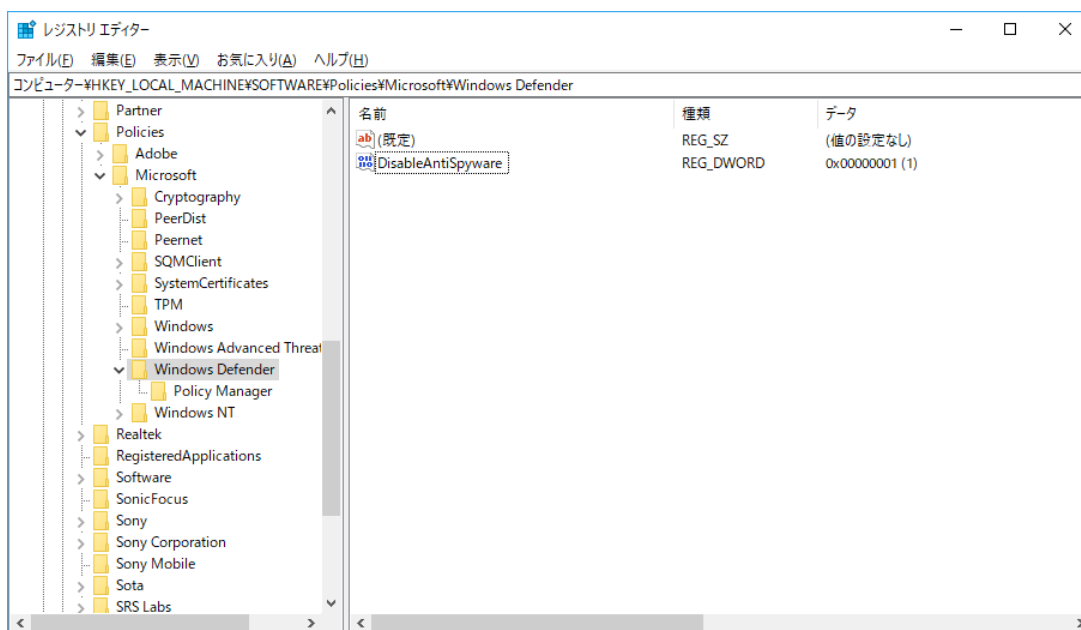 レジストリ エディター
ファイル(F) 編集(E) 表示(V) お気に入り(A) ヘルプ(H)
コンピューター¥HKEY_LOCAL_MACHINE¥SOFTWARE¥Policies¥Microsoft¥Windows Defender
Partner
Policies
Adobe
Microsoft
Cryptography
PeerDist
Peernet
SQMClient
SystemCertificates
TPM
Windows
Windows Advanced Threat
Windows Defender
Policy Manager
Windows NT
Realtek
RegisteredApplications
Software
SonicFocus
Sony
Sony Corporation
Sony Mobile
Sota
SRS Labs
名前 種類 データ
(既定) REG_SZ (値の設定なし)
DisableAntiSpyware REG_DWORD 0x00000001 (1)